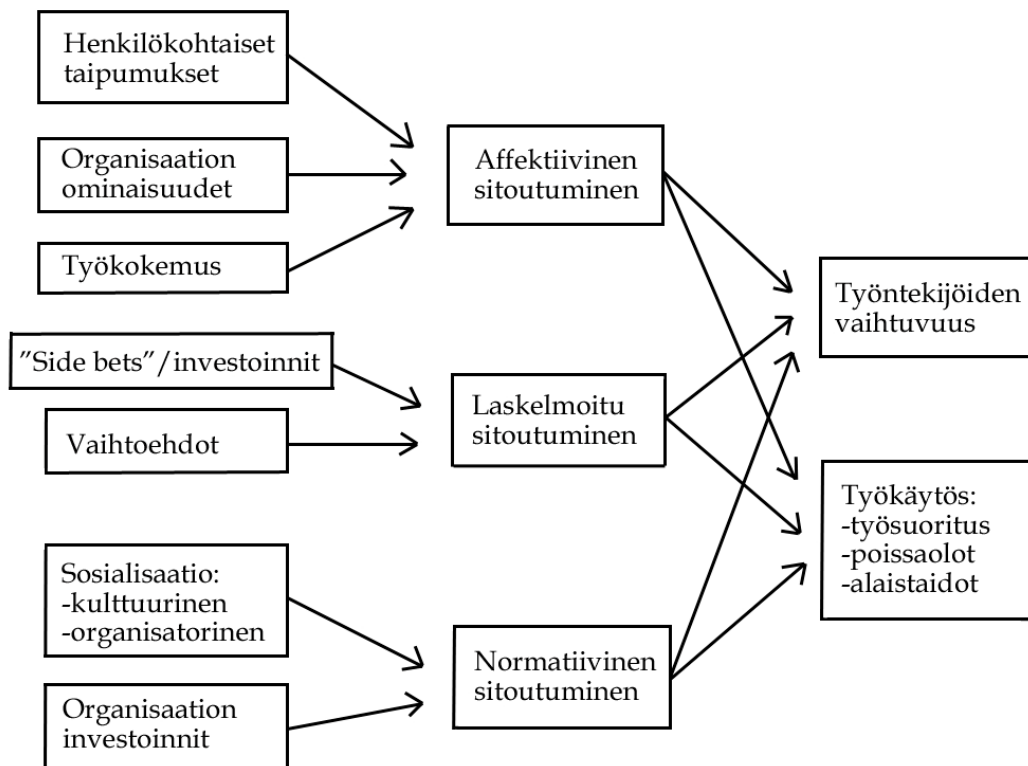 Henkilökohtaiset
taipumukset
Organisaation
ominaisuudet
Työkokemus
”Side bets”/investoinnit
Vaihtoehdot
Sosialisaatio:
-kulttuurinen
-organisatorinen
Organisaation
investoinnit
Affektiivinen
sitoutuminen
Laskelmoitu
sitoutuminen
Normatiivinen
sitoutuminen
Työntekijöiden
vaihtuvuus
Työkäytös:
-työsuoritus
-poissaolot
-alaistaidot